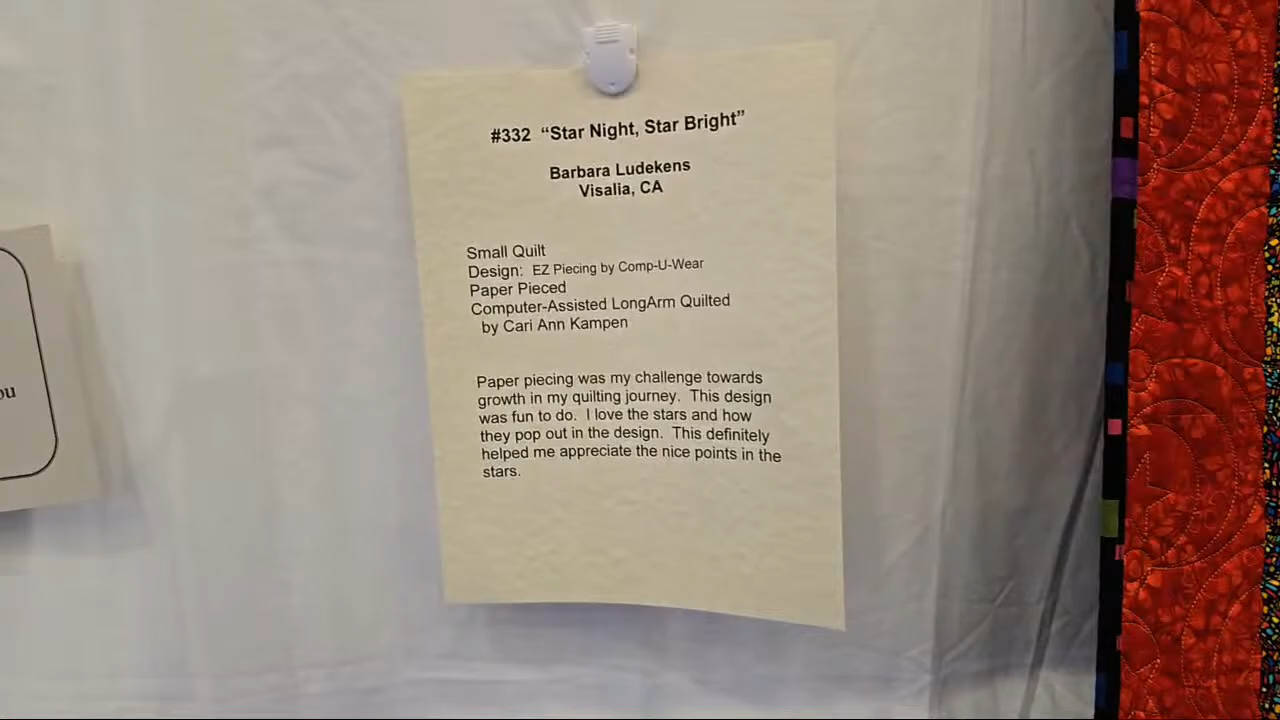 #332 “Star Night, Star Bright”
Barbara Ludekens
Visalia, CA
Small Quilt
Design: EZ Piecing by Comp-U-Wear
Paper Pieced
Computer-Assisted LongArm Quilted
by Cari Ann Kampen
Paper piecing was my challenge towards
growth in my quilting journey. This design
was fun to do. I love the stars and how
they pop out in the design. This definitely
helped me appreciate the nice points in the
stars.